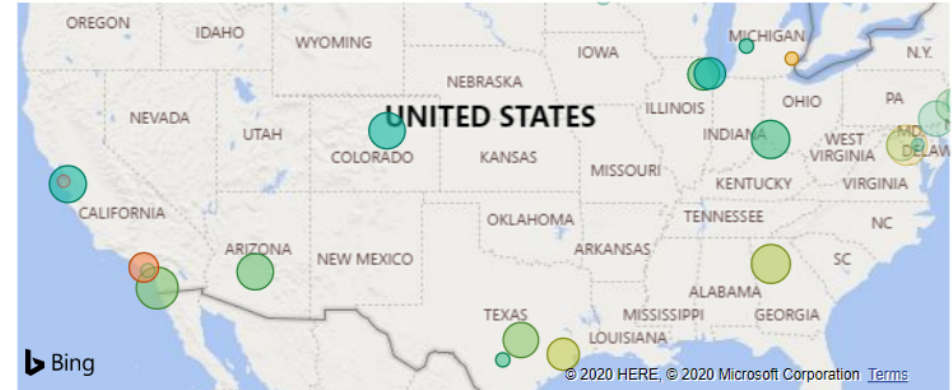 OREGON
IDAHO
WYOMING
IOWA
MICHIGAN
N.Y.
NEBRASKA
NEVADA
UTAH
UNITED STATES
ILLINOIS
INDIANA
OHIO
PA
COLORADO
KANSAS
MISSOURI
WEST
VIRGINIA
MD.
DELAW
KENTUCKY
VIRGINIA
CALIFORNIA
ARIZONA
NEW MEXICO
OKLAHOMA
ARKANSAS
TENNESSEE
NC
SC
ALABAMA
TEXAS
MISSISSIPPI
GEORGIA
LOUISIANA
Bing
© 2020 HERE, © 2020 Microsoft Corporation Terms